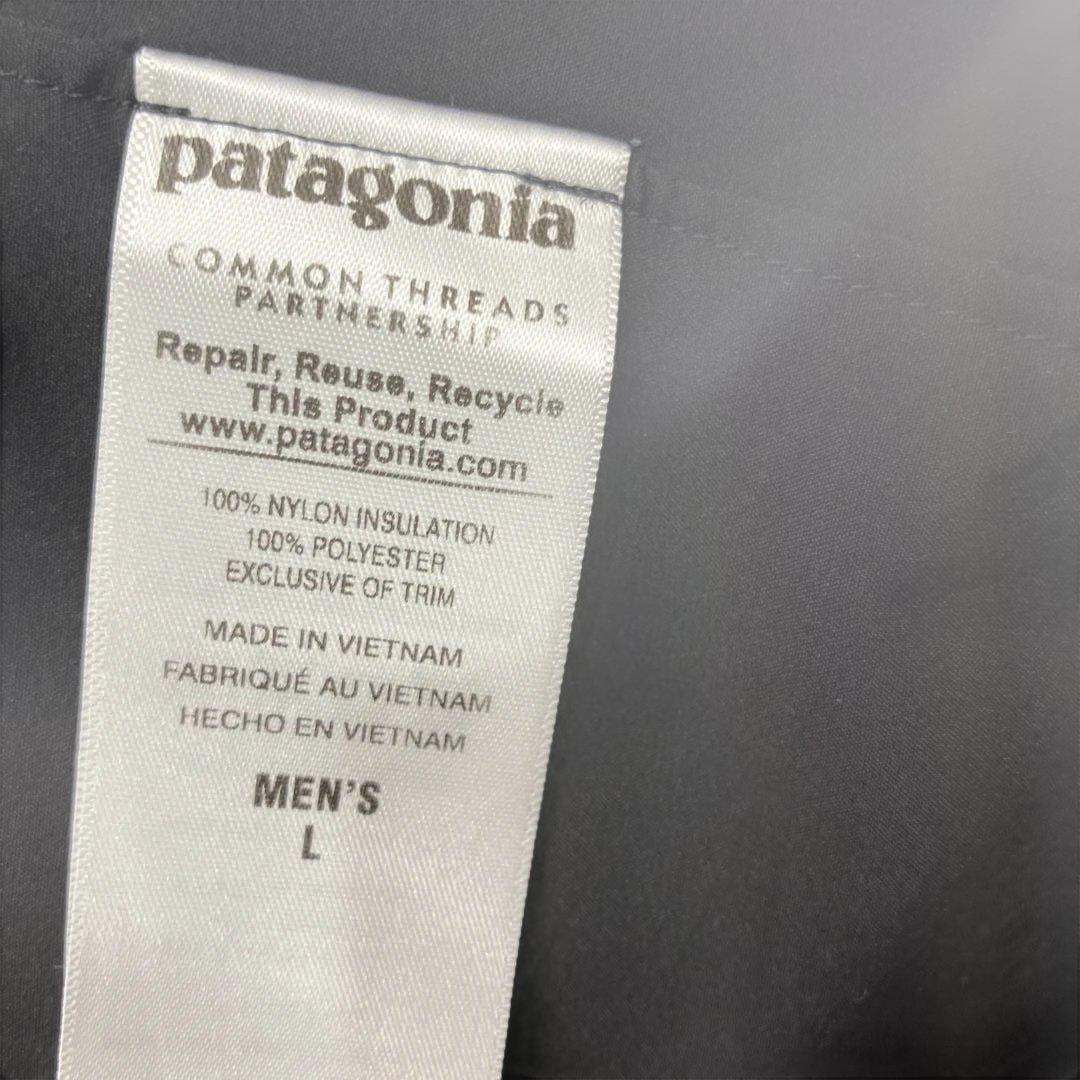 patagonia
COMMON THREADS
PARTNERSHIP
Repair, Reuse, Recycle
This Product
www.patagonia.com
100% NYLON INSULATION
100% POLYESTER
EXCLUSIVE OF TRIM
MADE IN VIETNAM
FABRIQUÉ AU VIETNAM
HECHO EN VIETNAM
MEN'S
L